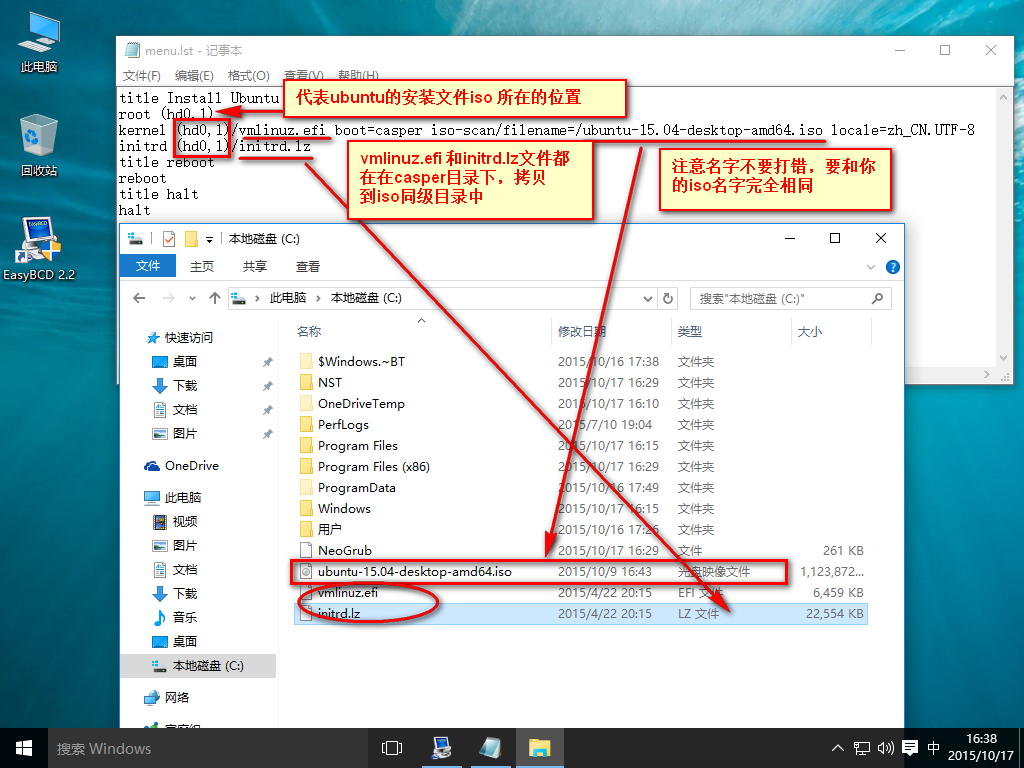 此电脑
回收站
EasyBCD 2.2
menu.lst - 记事本
文件(F) 编辑(E) 格式(O) 查看(V) 帮助(H)
title Install Ubuntu
root (hd0,1)
kernel (hd0,1)/vmlinuz.efi boot=casper iso-scan/filename=/ubuntu-15.04-desktop-amd64.iso locale=zh_CN.UTF-8
initrd (hd0,1)/initrd.lz
title reboot
reboot
title halt
halt
代表ubuntu的安装文件iso 所在的位置
vmlinuz.efi 和initrd.lz文件都
在在casper目录下，拷贝
到iso同级目录中
注意名字不要打错，要和你
的iso名字完全相同
本地磁盘 (C:)
文件 主页 共享 查看
此电脑 本地磁盘 (C:)
搜索"本地磁盘 (C:)"
快速访问
桌面
下载
文档
图片
OneDrive
此电脑
视频
图片
文档
下载
音乐
桌面
本地磁盘 (C:)
网络
名称 修改日期 类型 大小
$Windows.~BT 2015/10/16 17:38 文件夹
NST 2015/10/17 16:29 文件夹
OneDriveTemp 2015/10/17 16:10 文件夹
PerfLogs 2015/7/10 19:04 文件夹
Program Files 2015/10/17 16:15 文件夹
Program Files (x86) 2015/10/17 16:29 文件夹
ProgramData 2015/10/16 17:49 文件夹
Windows 2015/10/17 16:15 文件夹
用户 2015/10/16 17:26 文件夹
NeoGrub 2015/10/17 16:29 文件 261 KB
ubuntu-15.04-desktop-amd64.iso 2015/10/9 16:43 光盘映像文件 1,123,872...
vmlinuz.efi 2015/4/22 20:15 EFI 文件 6,459 KB
initrd.lz 2015/4/22 20:15 LZ 文件 22,554 KB
搜索 Windows
中
16:38
2015/10/17